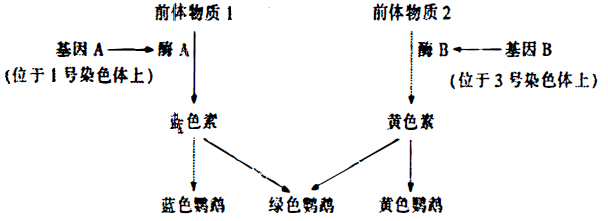 前体物质1 前体物质2
基因A 酶A 酶B 基因B
(位于1号染色体上) (位于3号染色体上)
蓝色素 黄色素
蓝色鹦鹉 绿色鹦鹉 黄色鹦鹉